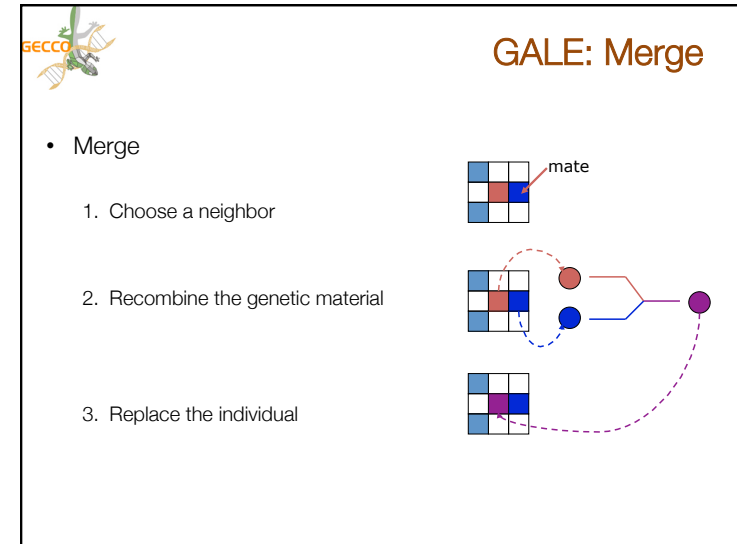 GECCO
GALE: Merge
• Merge
1. Choose a neighbor
mate
2. Recombine the genetic material
3. Replace the individual